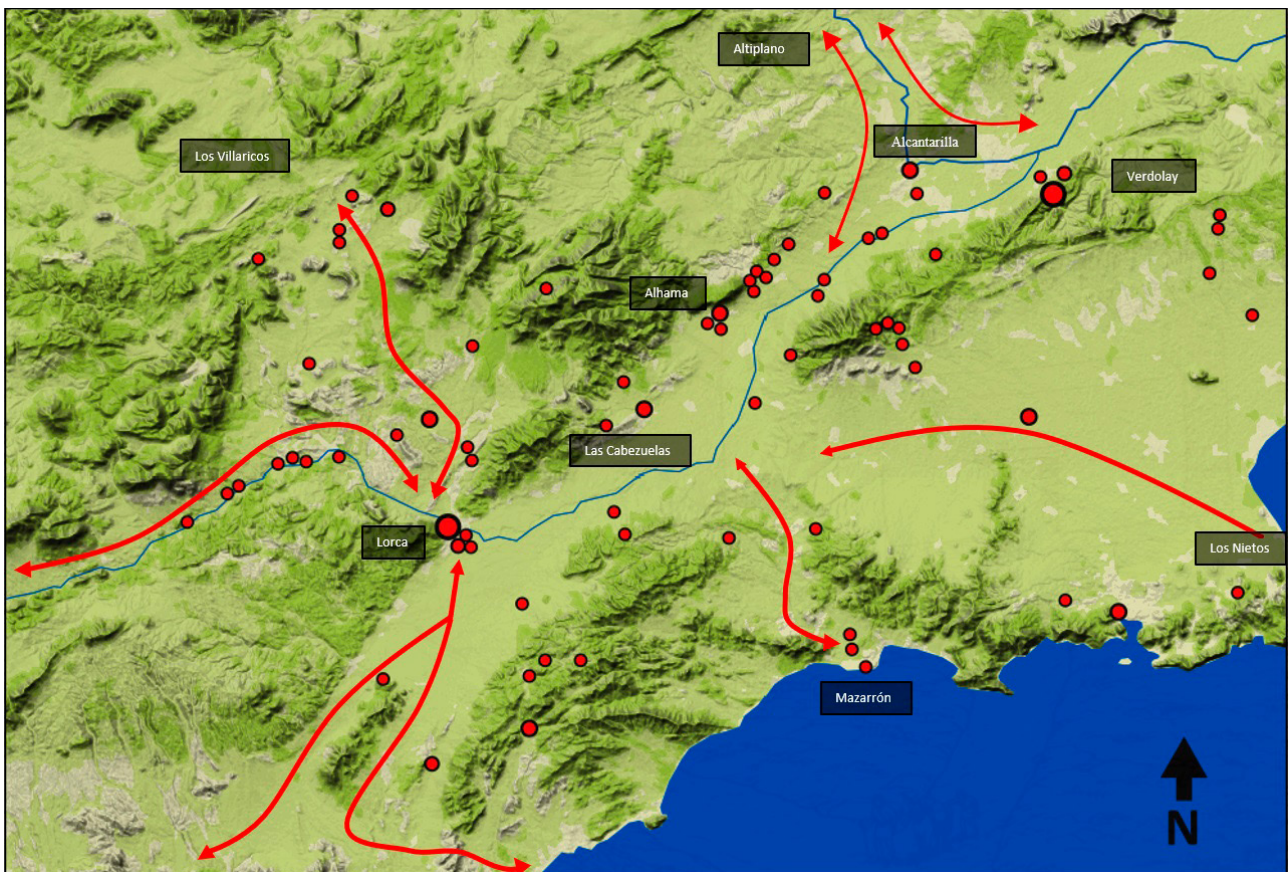 Altiplano
Alcantarilla
Los Villaricos
Verdolay
Alhama
Las Cabezuelas
Lorca
Los Nietos
Mazarrón
N